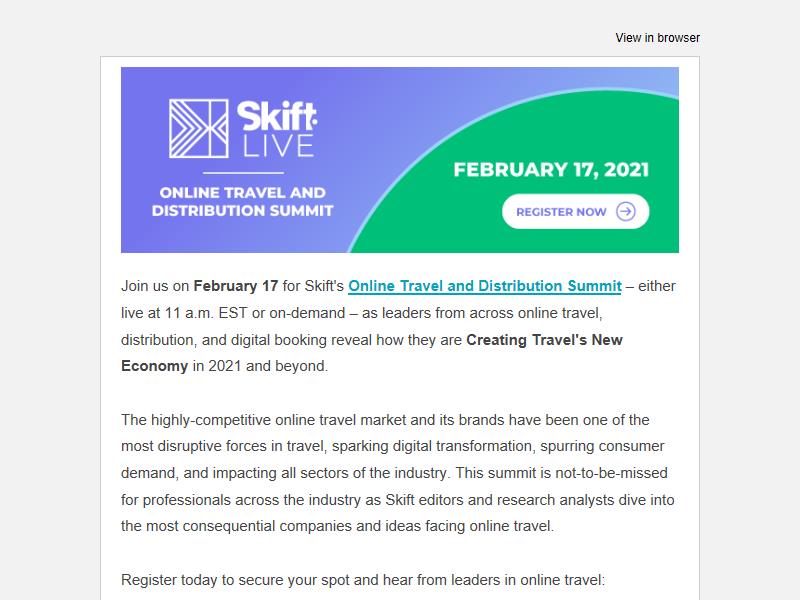 View in browser
Skift:
LIVE
ONLINE TRAVEL AND
DISTRIBUTION SUMMIT
FEBRUARY 17, 2021
REGISTER NOW
Join us on February 17 for Skift's Online Travel and Distribution Summit – either
live at 11 a.m. EST or on-demand – as leaders from across online travel,
distribution, and digital booking reveal how they are Creating Travel's New
Economy in 2021 and beyond.
The highly-competitive online travel market and its brands have been one of the
most disruptive forces in travel, sparking digital transformation, spurring consumer
demand, and impacting all sectors of the industry. This summit is not-to-be-missed
for professionals across the industry as Skift editors and research analysts dive into
the most consequential companies and ideas facing online travel.
Register today to secure your spot and hear from leaders in online travel: